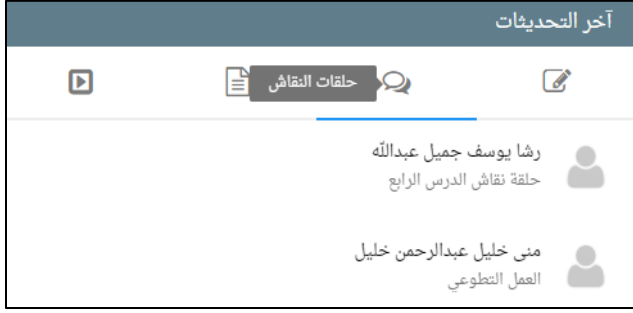 آخر التحديثات
حلقات النقاش
رشا يوسف جميل عبدالله
حلقة نقاش الدرس الرابع
منى خليل عبدالرحمن خليل
العمل التطوعي